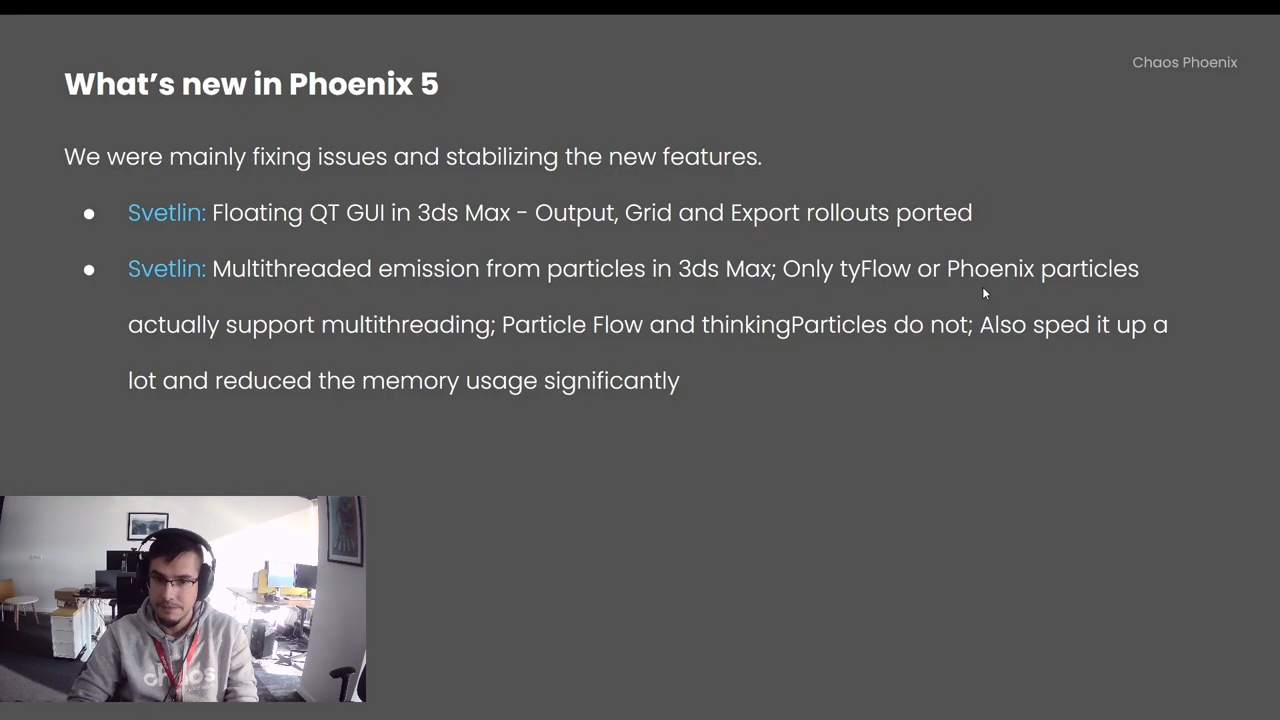 Chaos Phoenix
What's new in Phoenix 5
We were mainly fixing issues and stabilizing the new features.
● Svetlin: Floating QT GUI in 3ds Max - Output, Grid and Export rollouts ported
● Svetlin: Multithreaded emission from particles in 3ds Max; Only tyFlow or Phoenix particles
actually support multithreading; Particle Flow and thinkingParticles do not; Also sped it up a
lot and reduced the memory usage significantly
chaos